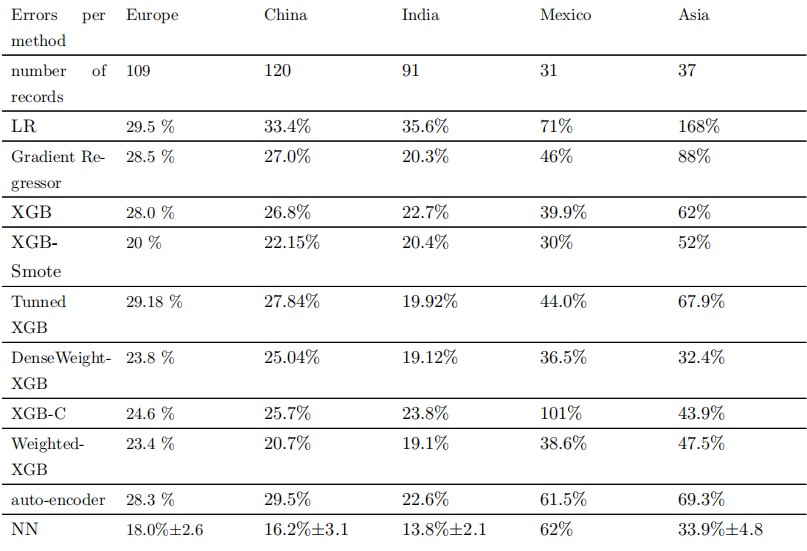 Errors per Europe China India Mexico Asia
method
number of 109 120 91 31 37
records
LR 29.5 % 33.4% 35.6% 71% 168%
Gradient Re- 28.5 % 27.0% 20.3% 46% 88%
gressor
XGB 28.0 % 26.8% 22.7% 39.9% 62%
XGB- 20 % 22.15% 20.4% 30% 52%
Smote
Tunned 29.18 % 27.84% 19.92% 44.0% 67.9%
XGB
DenseWeight- 23.8 % 25.04% 19.12% 36.5% 32.4%
XGB
XGB-C 24.6 % 25.7% 23.8% 101% 43.9%
Weighted- 23.4 % 20.7% 19.1% 38.6% 47.5%
XGB
auto-encoder 28.3 % 29.5% 22.6% 61.5% 69.3%
NN 18.0%±2.6 16.2%±3.1 13.8%±2.1 62% 33.9%±4.8